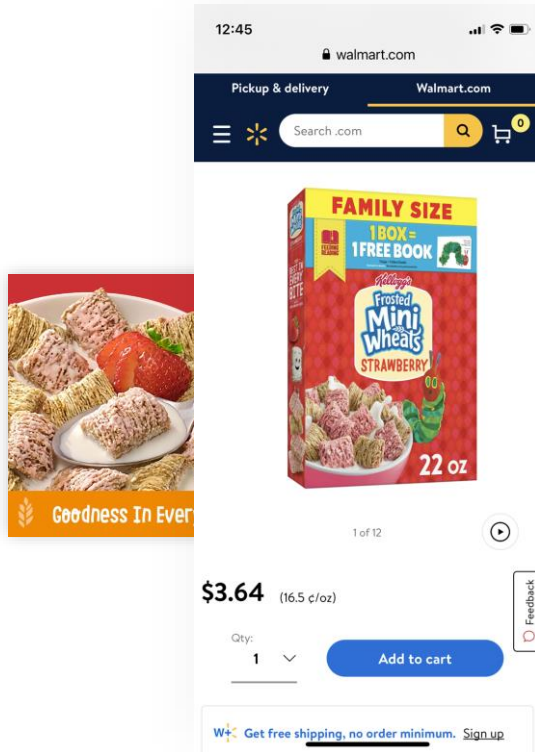 12:45
walmart.com
Pickup & delivery
Walmart.com
Search .com
0
FAMILY SIZE
1 BOX =
1 FREE BOOK
FEEDING
READING
Kellogg's
Frosted
Mini
Wheats
STRAWBERRY
22 OZ
Goodness In Ever
1 of 12
$3.64 (16.5 ¢/oz)
Feedback
Qty:
1
Add to cart
W+ Get free shipping, no order minimum. Sign up